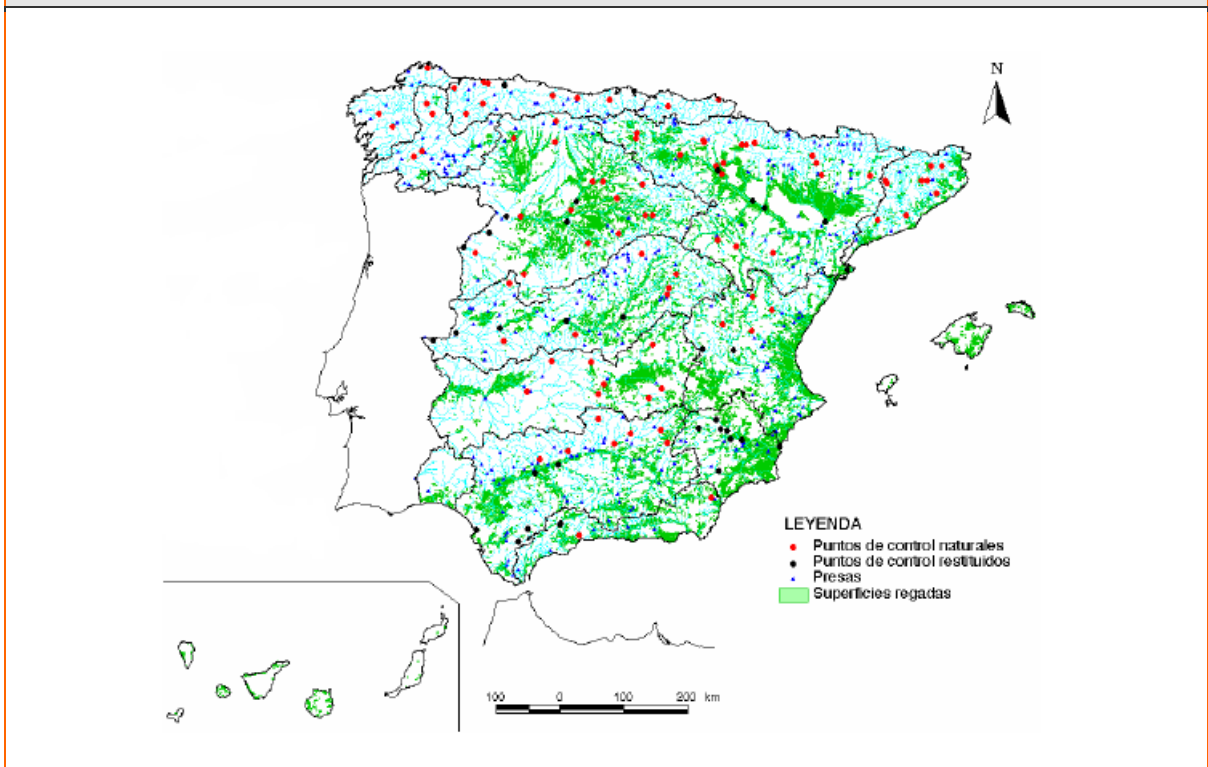 N
LEYENDA
Puntos de control naturales
Puntos de control restituidos
Presas
Superficies regadas
100 0 100 200 km